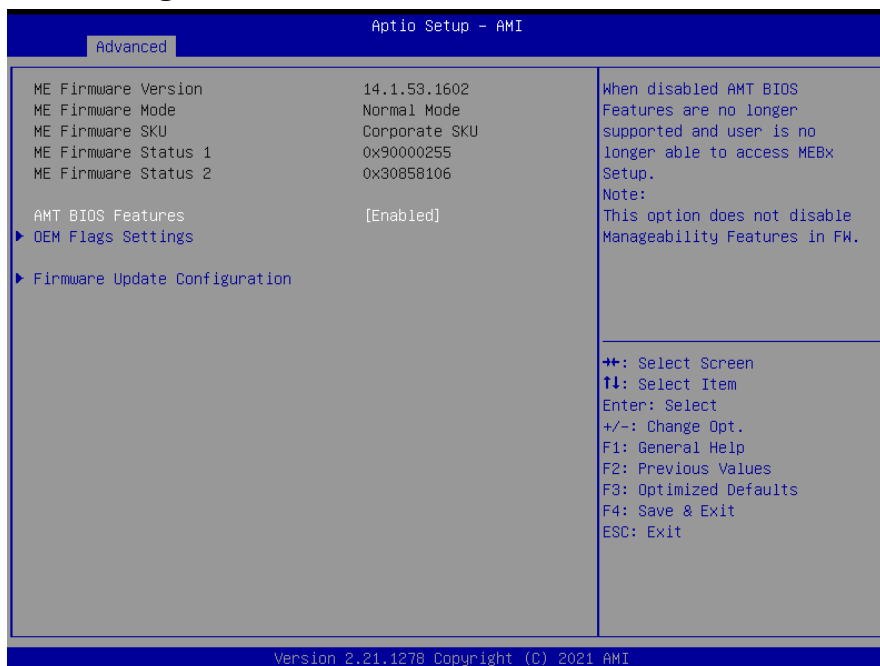 Aptio Setup – AMI
Advanced
ME Firmware Version 14.1.53.1602
ME Firmware Mode Normal Mode
ME Firmware SKU Corporate SKU
ME Firmware Status 1 0x90000255
ME Firmware Status 2 0x30858106
AMT BIOS Features [Enabled]
▶ OEM Flags Settings
▶ Firmware Update Configuration
When disabled AMT BIOS
Features are no longer
supported and user is no
longer able to access MEBx
Setup.
Note:
This option does not disable
Manageability Features in FW.
→←: Select Screen
↑↓: Select Item
Enter: Select
+/-: Change Opt.
F1: General Help
F2: Previous Values
F3: Optimized Defaults
F4: Save & Exit
ESC: Exit
Version 2.21.1278 Copyright (C) 2021 AMI